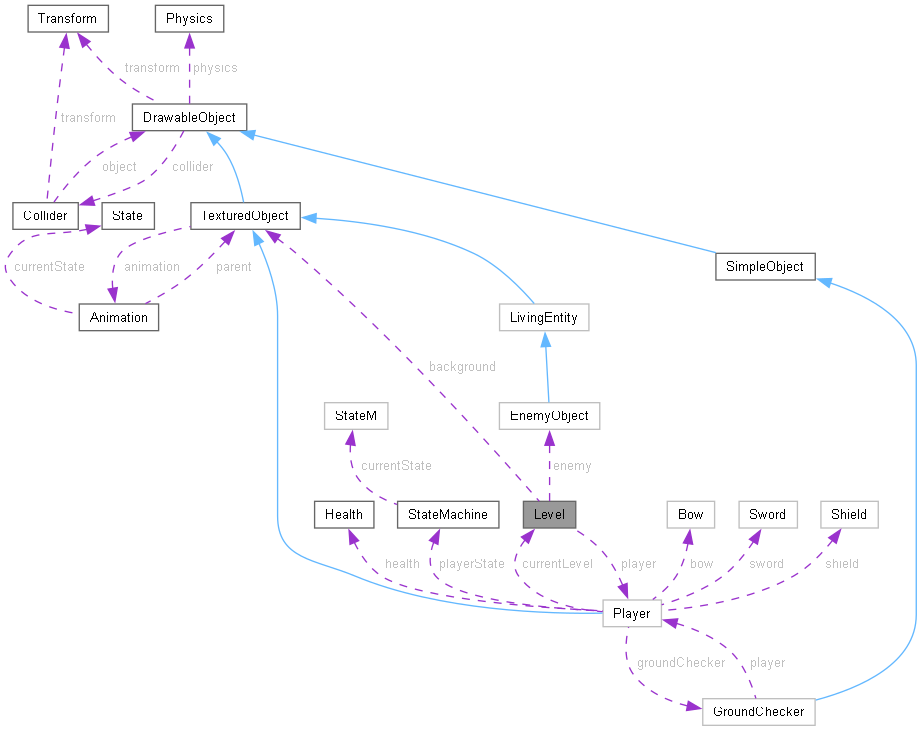 Transform
Physics
transform
physics
DrawableObject
transform
object
collider
Collider
State
TexturedObject
currentState
animation
parent
SimpleObject
Animation
LivingEntity
background
StateM
EnemyObject
currentState
enemy
Health
StateMachine
Level
Bow
Sword
Shield
health
playerState
currentLevel
player
bow
sword
shield
Player
groundChecker
player
GroundChecker